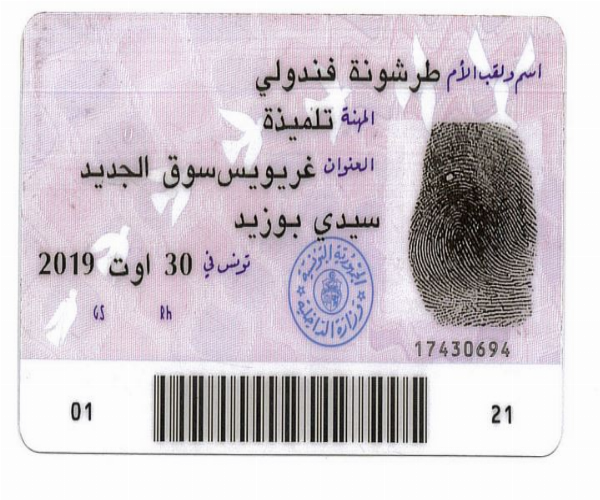 اسم ولقب الأم طرشونة فندولي
المهنة تلميذة
العنوان غريويس سوق الجديد
سيدي بوزيد
تونس في 30 اوت 2019
GS Rh
الجمهورية التونسية
وزارة الداخلية
17430694
01
21